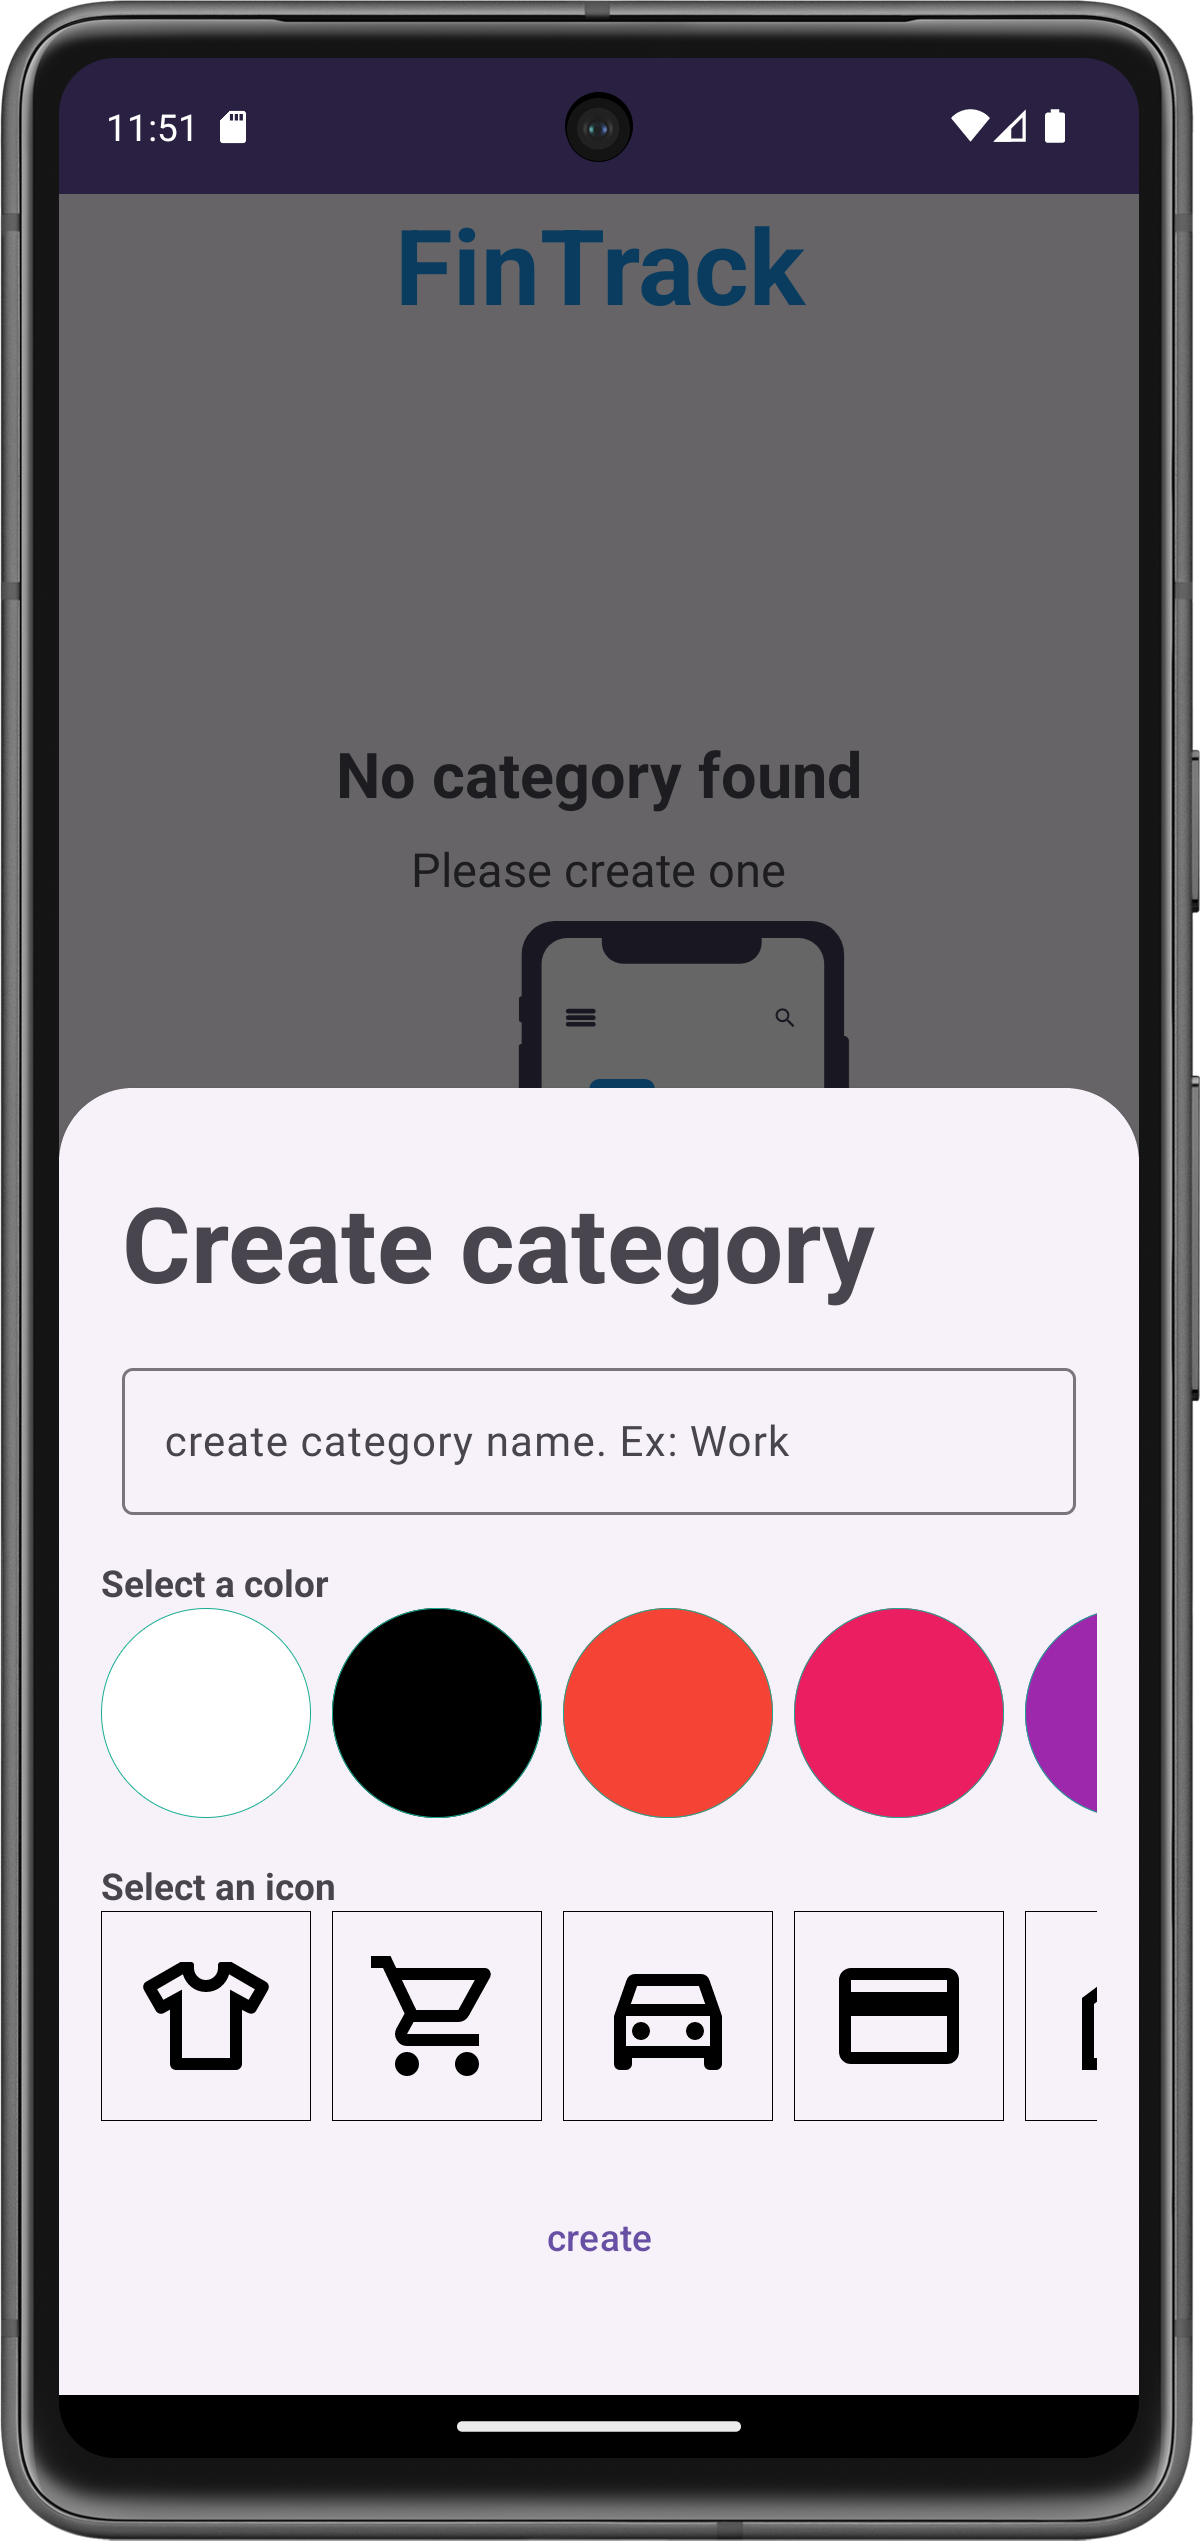 11:51
FinTrack
No category found
Please create one
Create category
create category name. Ex: Work
Select a color
Select an icon
create